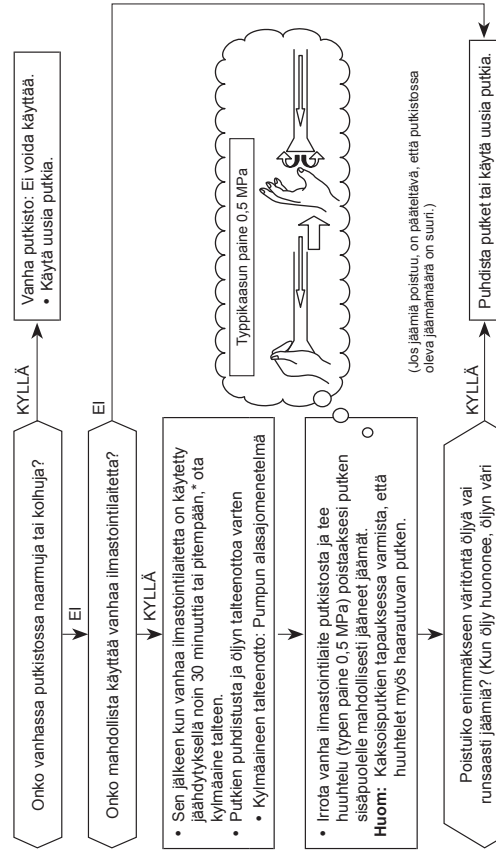 Onko vanhassa putkistossa naarmuja tai kolhuja?
KYLLÄ
Vanha putkisto: Ei voida käyttää.
• Käytä uusia putkia.
EI
Onko mahdollista käyttää vanhaa ilmastointilaitetta?
EI
KYLLÄ
• Sen jälkeen kun vanhaa ilmastointilaitetta on käytetty
jäähdytyksellä noin 30 minuuttia tai pitempään,* ota
kylmäaine talteen.
• Putkien puhdistusta ja öljyn talteenottoa varten
• Kylmäaineen talteenotto: Pumpun alasajomenetelmä
Typpikaasun paine 0,5 MPa
• Irrota vanha ilmastointilaite putkistosta ja tee
huuhtelu (typen paine 0,5 MPa) poistaaksesi putken
sisäpuolelle mahdollisesti jääneet jäämät.
Huom: Kaksoisputkien tapauksessa varmista, että
huuhtelet myös haarautuvan putken.
(Jos jäämiä poistuu, on pääteltävä, että putkistossa
oleva jäämämäärä on suuri.)
Poistuiko enimmäkseen väritöntä öljyä vai
runsaasti jäämiä? (Kun öljy huononee, öljyn väri
KYLLÄ
Puhdista putket tai käytä uusia putkia.